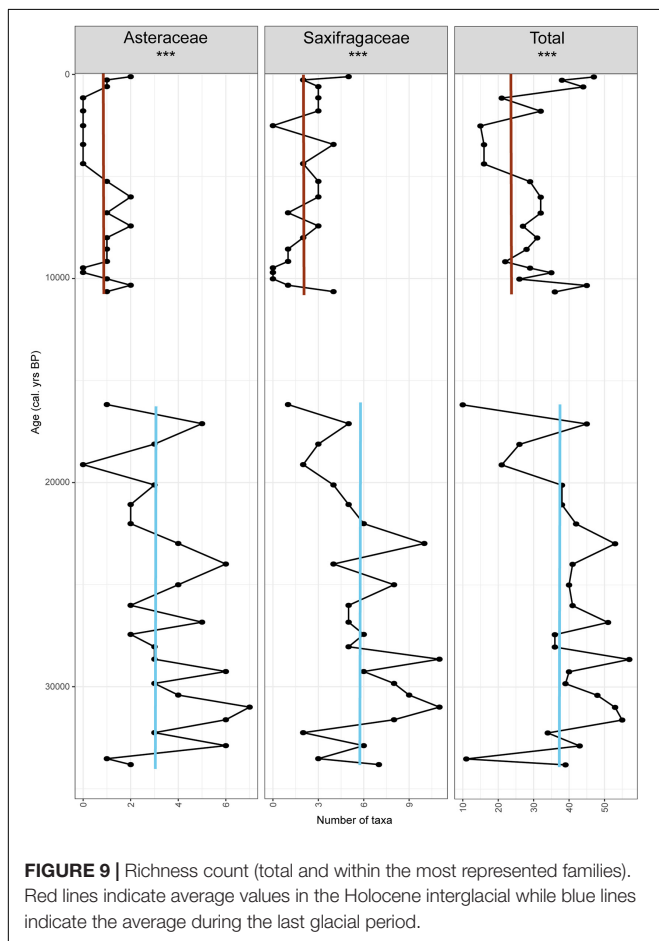 Asteraceae Saxifragaceae Total
*** *** ***
0
10000
20000
30000
Age (cal. yrs BP)
0 2 4 6 0 3 6 9 10 20 30 40 50
Number of taxa
FIGURE 9 | Richness count (total and within the most represented families).
Red lines indicate average values in the Holocene interglacial while blue lines
indicate the average during the last glacial period.